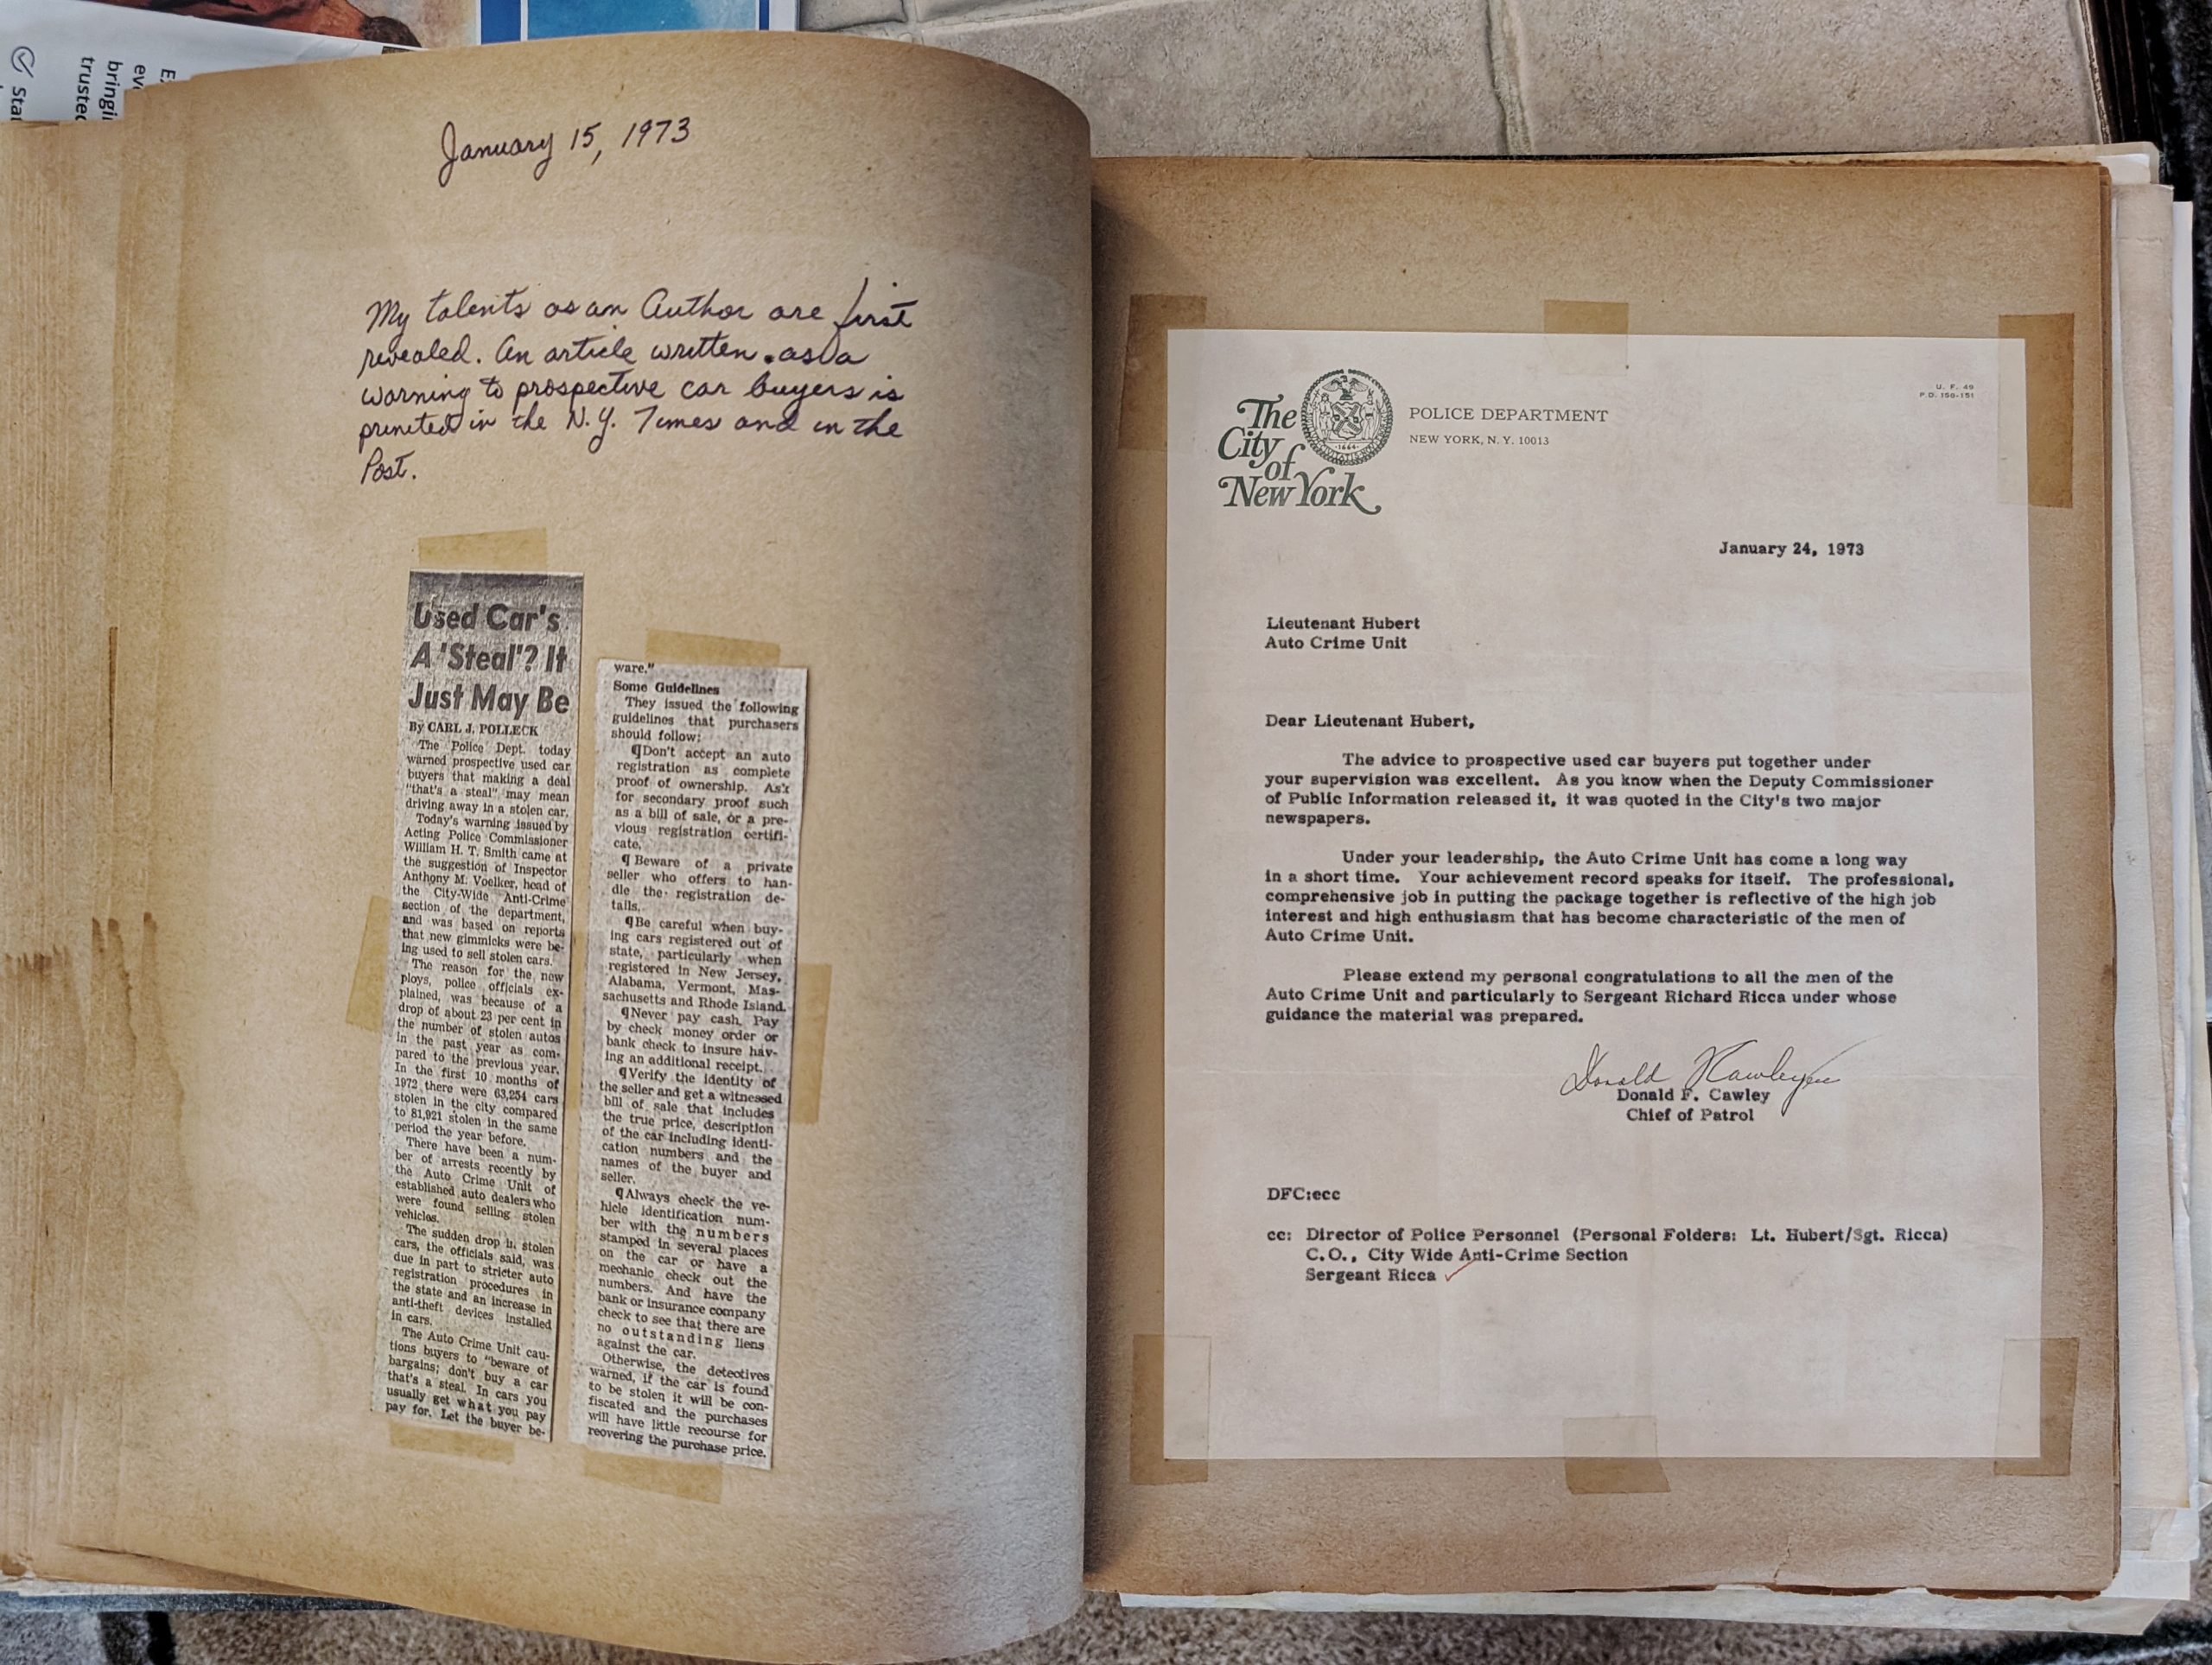 Sta
trustec
bringi
ev
E
January 15, 1973
My talents as an Author are first
revealed. An article written as a
warning to prospective car buyers is
printed in the N.Y. Times and in the
Post.
Used Car's
A 'Steal'? It
Just May Be
By CARL J. POLLECK
The Police Dept. today
warned prospective used car
buyers that making a deal
"that's a steal" may mean
driving away in a stolen car.
Today's warning issued by
Acting Police Commissioner
William H. T. Smith came at
the suggestion of Inspector
Anthony M. Voelker, head of
the City-Wide Anti-Crime
section of the department,
and was based on reports
that new gimmicks were be-
ing used to sell stolen cars.
The reason for the new
ploys, police officials ex-
plained, was because of a
drop of about 23 per cent in
the number of stolen autos
in the past year as com-
pared to the previous year.
In the first 10 months of
1972 there were 63,254 cars
stolen in the city compared
to 81,921 stolen in the same
period the year before.
There have been a num-
ber of arrests recently by
the Auto Crime Unit of
established auto dealers who
were found selling stolen
vehicles.
The sudden drop in stolen
cars, the officials said, was
due in part to stricter auto
registration procedures in
the state and an increase in
anti-theft devices installed
in cars.
The Auto Crime Unit cau-
tions buyers to "beware of
bargains; don't buy a car
that's a steal. In cars you
usually get what you pay
pay for. Let the buyer be-
ware."
Some Guidelines
They issued the following
guidelines that purchasers
should follow:
¶Don't accept an auto
registration as complete
proof of ownership. Ask
for secondary proof such
as a bill of sale, or a pre-
vious registration certifi-
cate.
¶Beware of a private
seller who offers to han-
dle the registration de-
tails.
¶Be careful when buy-
ing cars registered out of
state, particularly when
registered in New Jersey,
Alabama, Vermont, Mas-
sachusetts and Rhode Island.
¶Never pay cash. Pay
by check money order or
bank check to insure hav-
ing an additional receipt.
¶Verify the identity of
the seller and get a witnessed
bill of sale that includes
the true price, description
of the car including identi-
cation numbers and the
names of the buyer and
seller.
¶Always check the ve-
hicle identification num-
ber with the numbers
stamped in several places
on the car or have a
mechanic check out the
numbers. And have the
bank or insurance company
check to see that there are
no outstanding liens
against the car.
Otherwise, the detectives
warned, if the car is found
to be stolen it will be con-
fiscated and the purchases
will have little recourse for
reovering the purchase price.
The
City
of
New York
1664
POLICE DEPARTMENT
NEW YORK, N. Y. 10013
U. F. 49
P.D. 158-151
January 24, 1973
Lieutenant Hubert
Auto Crime Unit
Dear Lieutenant Hubert,
The advice to prospective used car buyers put together under
your supervision was excellent. As you know when the Deputy Commissioner
of Public Information released it, it was quoted in the City's two major
newspapers.
Under your leadership, the Auto Crime Unit has come a long way
in a short time. Your achievement record speaks for itself. The professional,
comprehensive job in putting the package together is reflective of the high job
interest and high enthusiasm that has become characteristic of the men of
Auto Crime Unit.
Please extend my personal congratulations to all the men of the
Auto Crime Unit and particularly to Sergeant Richard Ricca under whose
guidance the material was prepared.
Donald F Cawley
Donald F. Cawley
Chief of Patrol
DFC:ecc
cc: Director of Police Personnel (Personal Folders: Lt. Hubert/Sgt. Ricca)
C.O., City Wide Anti-Crime Section
Sergeant Ricca